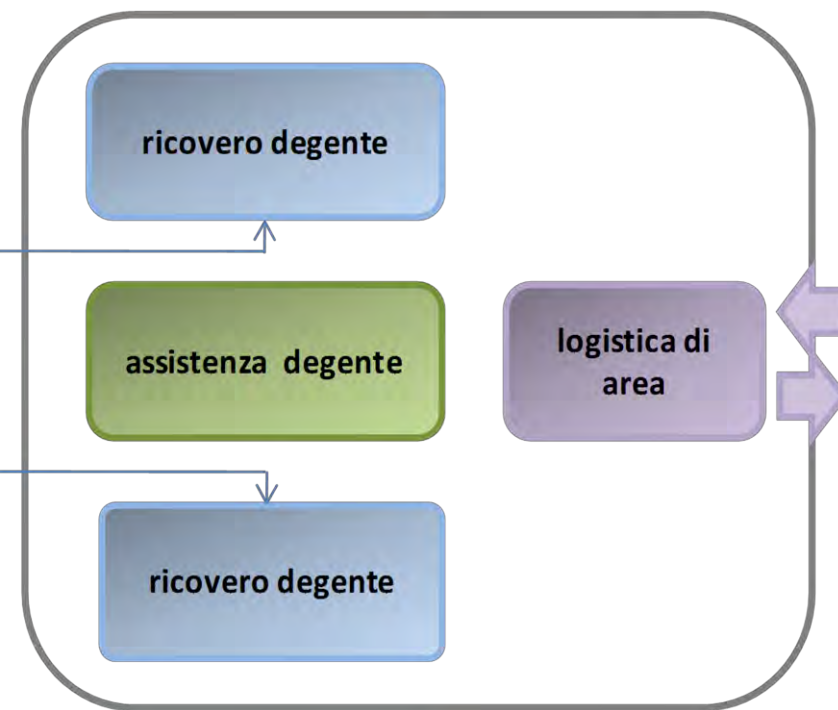 ricovero degente
assistenza degente
logistica di
area
ricovero degente